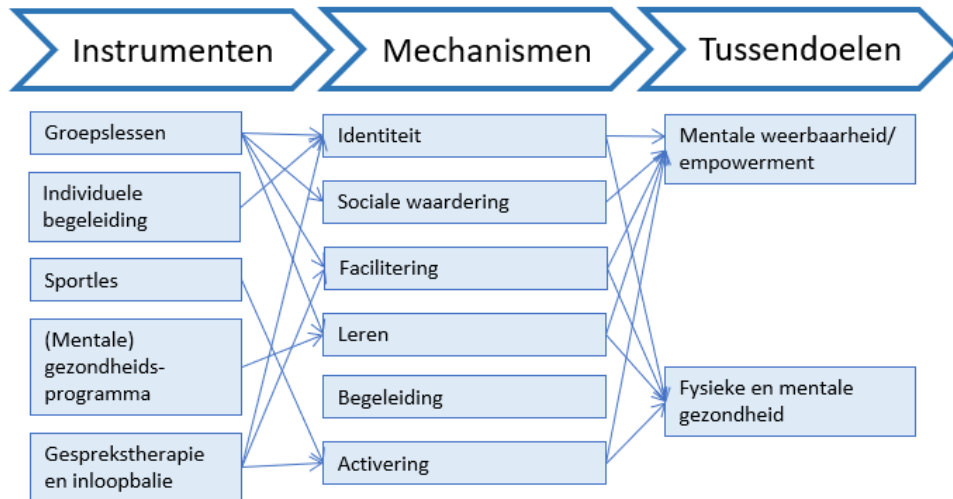 Instrumenten
Mechanismen
Tussendoelen
Groepslessen
Individuele
begeleiding
Sportles
(Mentale)
gezondheids-
programma
Gesprekstherapie
en inloopbalie
Identiteit
Sociale waardering
Facilitering
Leren
Begeleiding
Activering
Mentale weerbaarheid/
empowerment
Fysieke en mentale
gezondheid